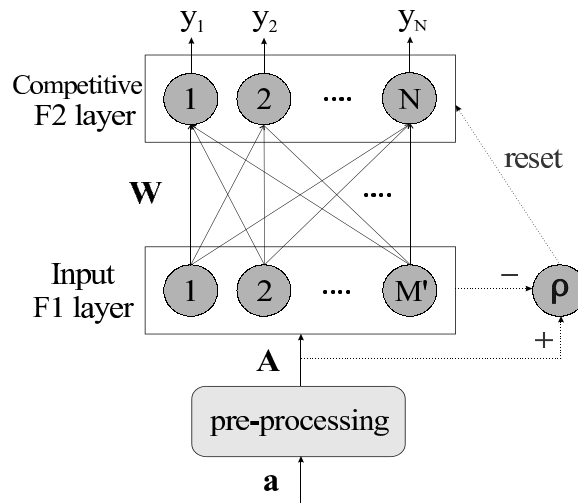 y1 y2 yN
Competitive
F2 layer
1 2 .... N
reset
W
....
Input
F1 layer
1 2 .... M'
−
ρ
+
A
pre-processing
a